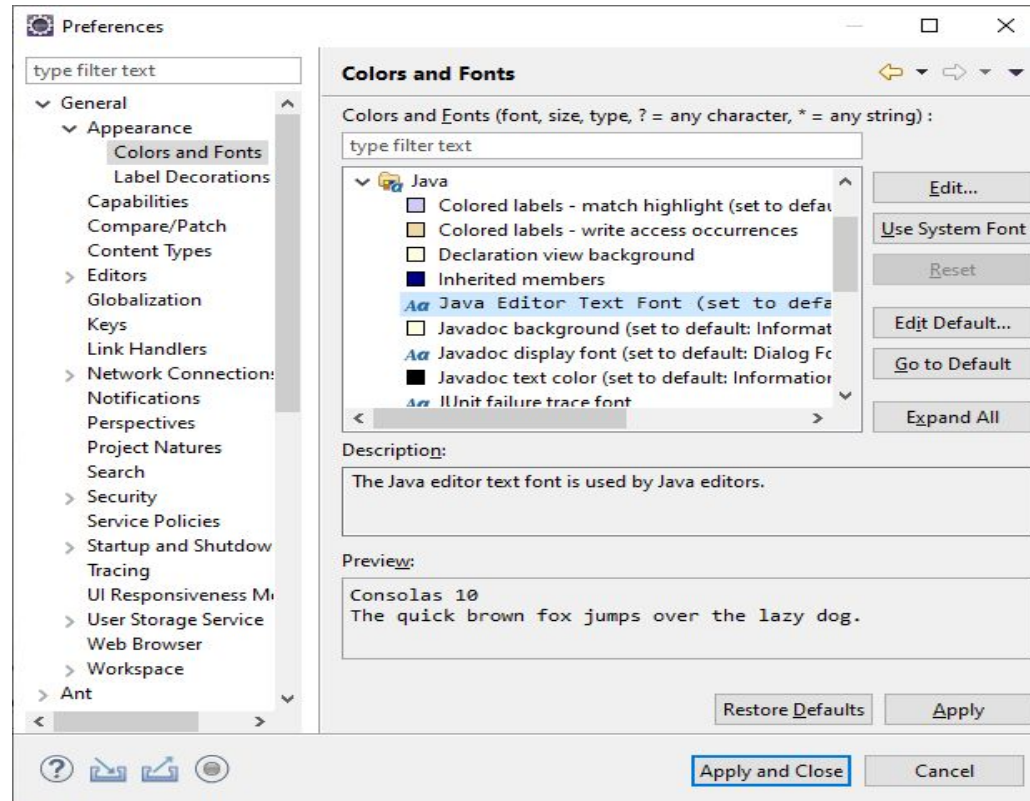 Preferences
type filter text
General
Appearance
Colors and Fonts
Label Decorations
Capabilities
Compare/Patch
Content Types
Editors
Globalization
Keys
Link Handlers
Network Connections
Notifications
Perspectives
Project Natures
Search
Security
Service Policies
Startup and Shutdow
Tracing
UI Responsiveness Mo
User Storage Service
Web Browser
Workspace
Ant
Colors and Fonts
Colors and Fonts (font, size, type, ? = any character, * = any string) :
type filter text
Java
Colored labels - match highlight (set to defau
Colored labels - write access occurrences
Declaration view background
Inherited members
Java Editor Text Font (set to defa
Javadoc background (set to default: Informat
Javadoc display font (set to default: Dialog Fo
Javadoc text color (set to default: Information
JUnit failure trace font
Edit...
Use System Font
Reset
Edit Default...
Go to Default
Expand All
Description:
The Java editor text font is used by Java editors.
Preview:
Consolas 10
The quick brown fox jumps over the lazy dog.
Restore Defaults
Apply
Apply and Close
Cancel